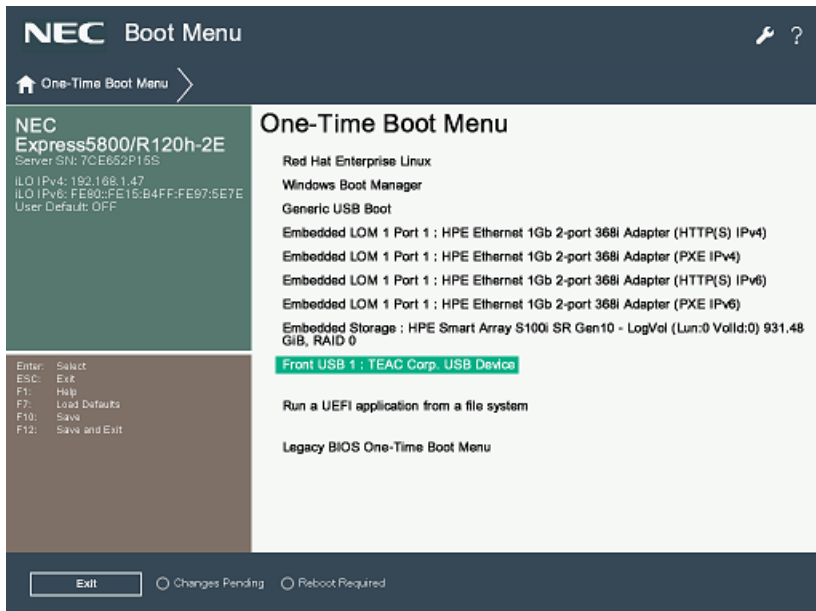 NEC Boot Menu
?
One-Time Boot Menu
NEC
Express5800/R120h-2E
Server SN: 7CE652P15S
iLO IPv4: 192.168.1.47
iLO IPv6: FE80::FE15:B4FF:FE97:5E7E
User Default: OFF
Enter: Select
ESC: Exit
F1: Help
F7: Load Defaults
F10: Save
F12: Save and Exit
One-Time Boot Menu
Red Hat Enterprise Linux
Windows Boot Manager
Generic USB Boot
Embedded LOM 1 Port 1 : HPE Ethernet 1Gb 2-port 368i Adapter (HTTP(S) IPv4)
Embedded LOM 1 Port 1 : HPE Ethernet 1Gb 2-port 368i Adapter (PXE IPv4)
Embedded LOM 1 Port 1 : HPE Ethernet 1Gb 2-port 368i Adapter (HTTP(S) IPv6)
Embedded LOM 1 Port 1 : HPE Ethernet 1Gb 2-port 368i Adapter (PXE IPv6)
Embedded Storage : HPE Smart Array S100i SR Gen10 - LogVol (Lun:0 VolId:0) 931.48
GiB, RAID 0
Front USB 1 : TEAC Corp. USB Device
Run a UEFI application from a file system
Legacy BIOS One-Time Boot Menu
Exit
Changes Pending
Reboot Required